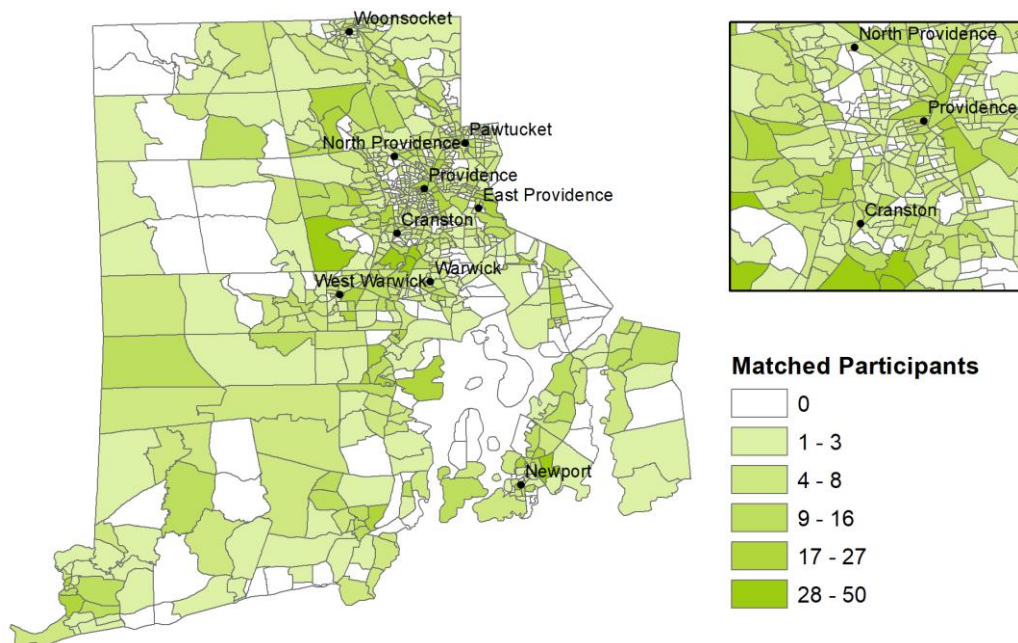 Woonsocket
Pawtucket
North Providence
Providence
East Providence
Cranston
Warwick
West Warwick
Newport
North Providence
Providence
Cranston
Matched Participants
0
1 - 3
4 - 8
9 - 16
17 - 27
28 - 50